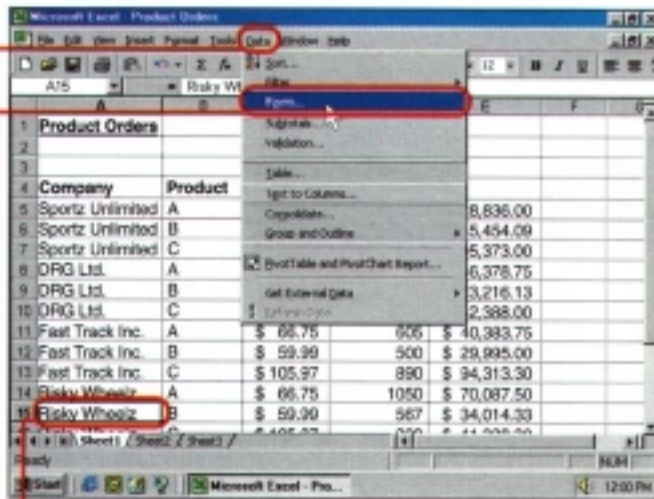 Microsoft Excel - Product Orders
File Edit View Insert Format Tools Data Window Help
12 B I U
A15 = Risky Wh
Sort...
Filter
Form...
Subtotals...
Validation...
Table...
Text to Columns...
Consolidate...
Group and Outline
PivotTable and PivotChart Report...
Get External Data
A B E F G
1 Product Orders
2
3
4 Company Product
5 Sportz Unlimited A 8,836.00
6 Sportz Unlimited B 5,454.09
7 Sportz Unlimited C 5,373.00
8 DRG Ltd. A 6,378.75
9 DRG Ltd. B 3,216.13
10 DRG Ltd. C 2,388.00
11 Fast Track Inc. A $ 66.75 605 $ 40,383.75
12 Fast Track Inc. B $ 59.99 500 $ 29,995.00
13 Fast Track Inc. C $ 105.97 890 $ 94,313.30
14 Risky Wheelz A $ 66.75 1050 $ 70,087.50
15 Risky Wheelz B $ 59.99 567 $ 34,014.33
Sheet1 Sheet2 Sheet3
Ready NUM
Start Microsoft Excel - Pro... 12:00 PM